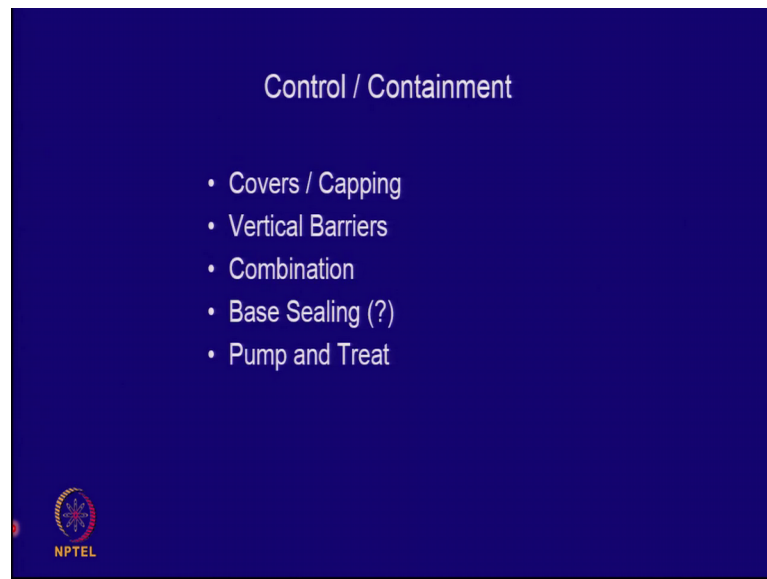 Control / Containment
• Covers / Capping
• Vertical Barriers
• Combination
• Base Sealing (?)
• Pump and Treat
NPTEL